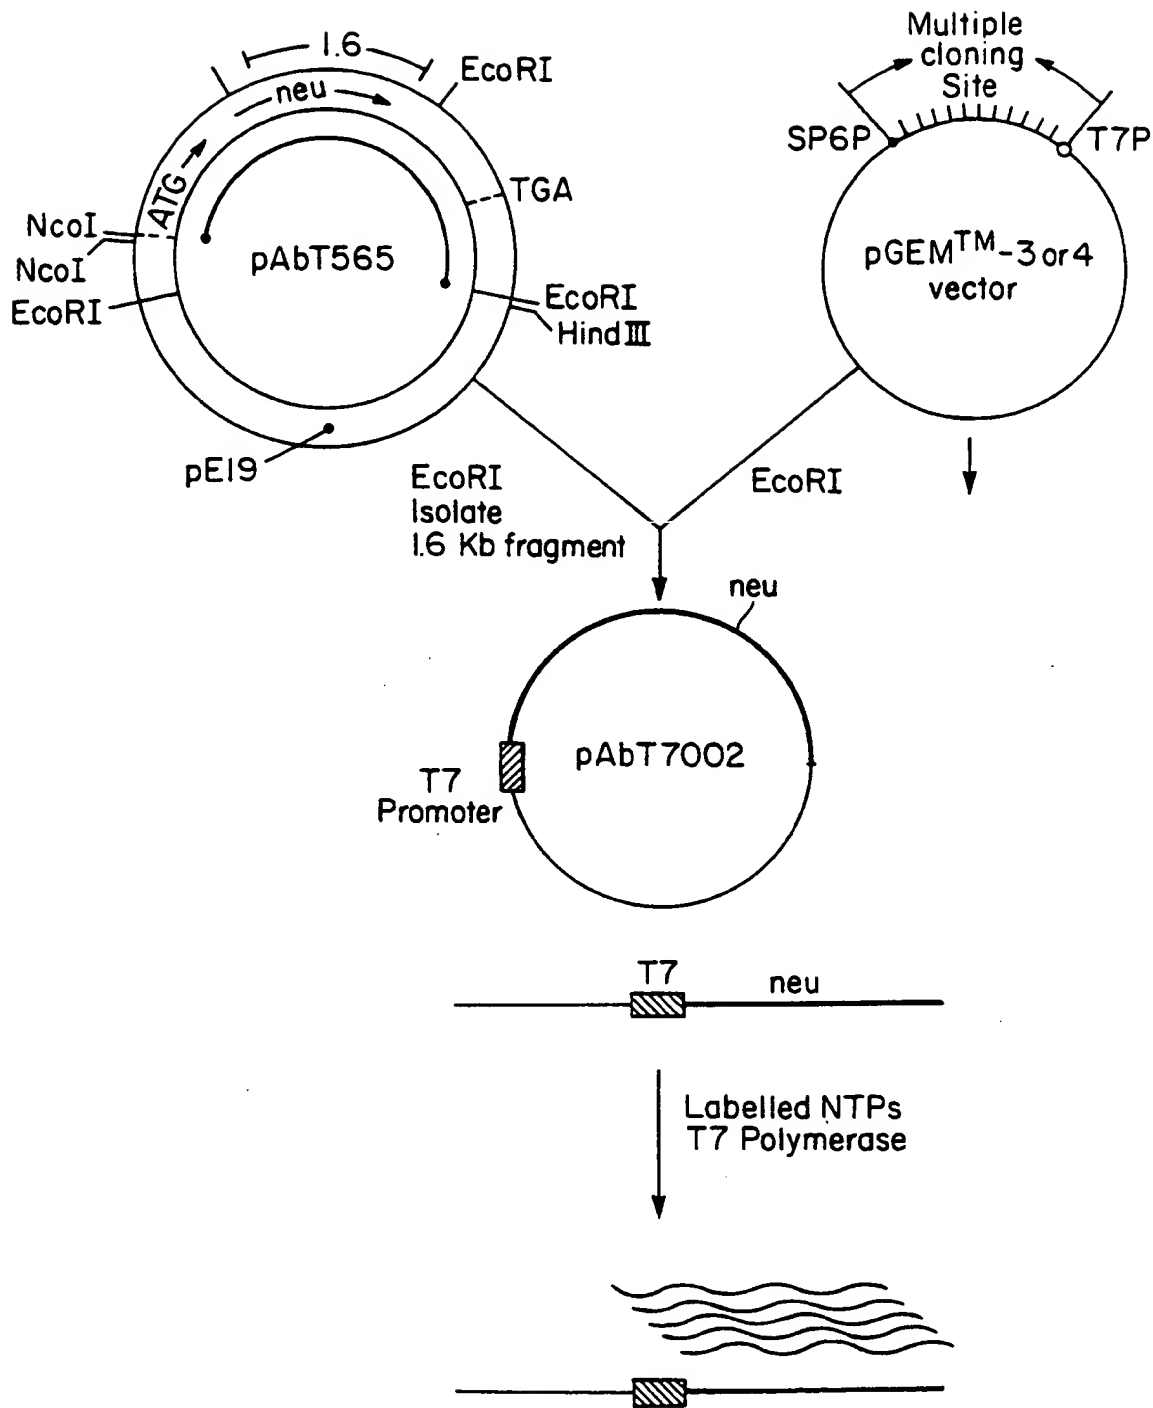 1.6
EcoRI
neu
ATG
TGA
NcoI
NcoI
EcoRI
pAbT565
EcoRI
Hind III
pE19
Multiple
cloning
Site
SP6P
T7P
pGEM™-3 or 4
vector
EcoRI
Isolate
1.6 Kb fragment
EcoRI
neu
pAbT7002
T7
Promoter
T7
neu
Labelled NTPs
T7 Polymerase